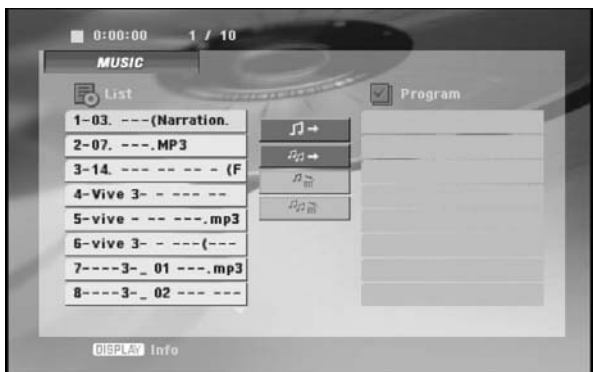 0:00:00 1 / 10
MUSIC
List
Program
1-03. ---(Narration.
2-07. ---.MP3
3-14. --- -- -- - (F
4-Vive 3- - --- --
5-vive - -- ---.mp3
6-vive 3- - ---(---
7----3-_ 01 ---.mp3
8----3-_ 02 --- ---
DISPLAY Info